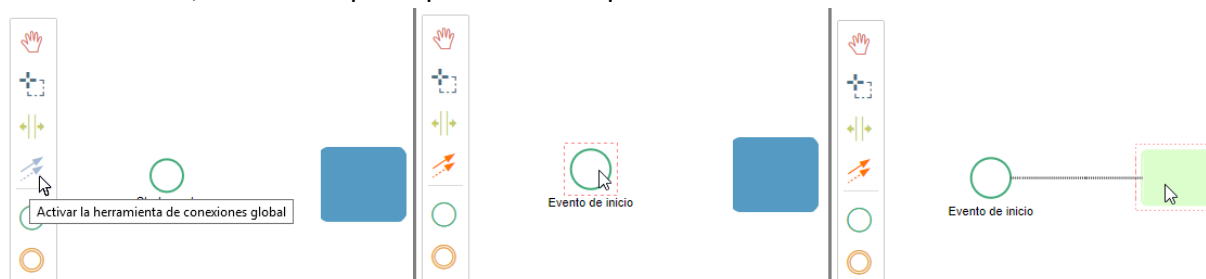 Activar la herramienta de conexiones global
Evento de inicio
Evento de inicio